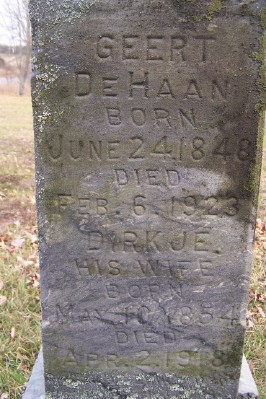 GEERT
DEHAAN
BORN
JUNE 24, 1848
DIED
FEB. 6, 1923
DIRKJE
HIS WIFE
BORN
MAY 10, 1854
DIED
APR. 2, 1918